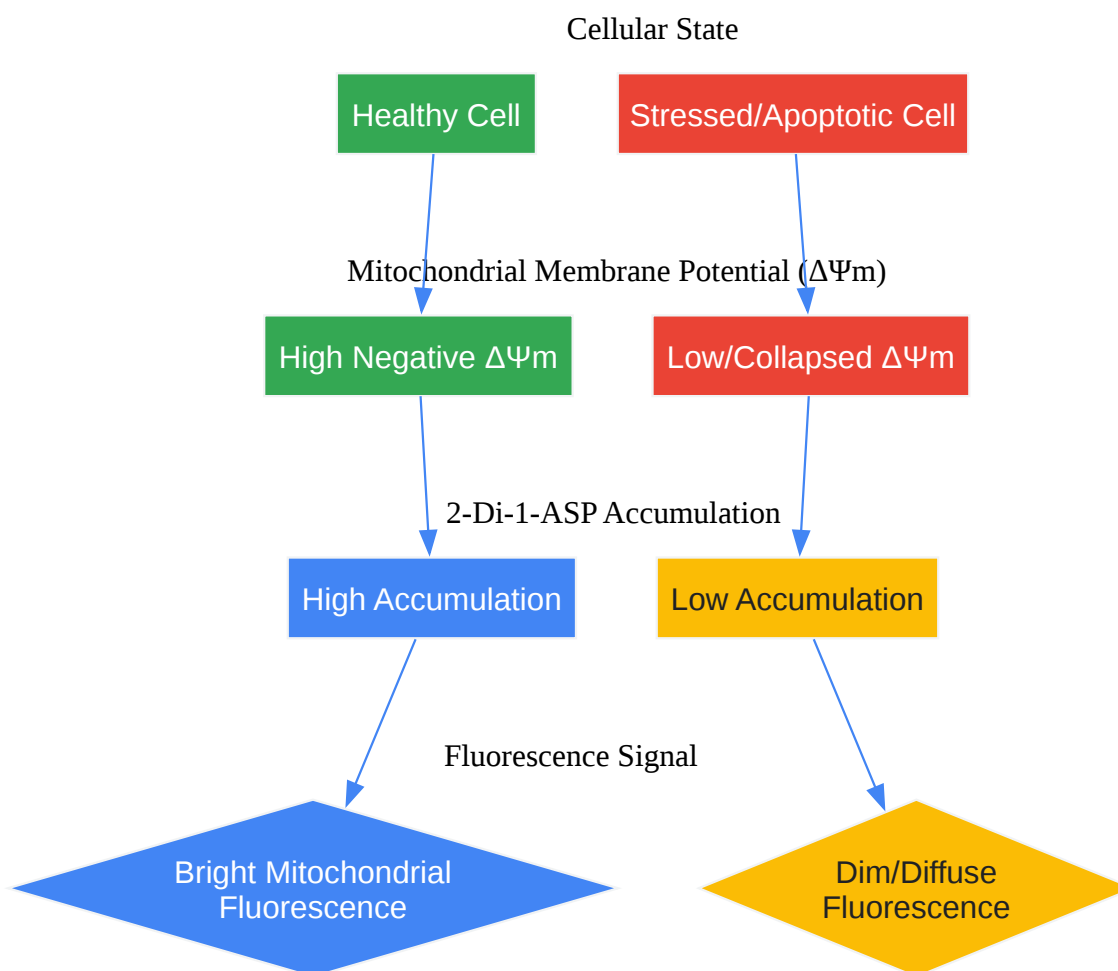 Cellular State
Healthy Cell
Stressed/Apoptotic Cell
Mitochondrial Membrane Potential (ΔΨm)
High Negative ΔΨm
Low/Collapsed ΔΨm
2-Di-1-ASP Accumulation
High Accumulation
Low Accumulation
Fluorescence Signal
Bright Mitochondrial
Fluorescence
Dim/Diffuse
Fluorescence